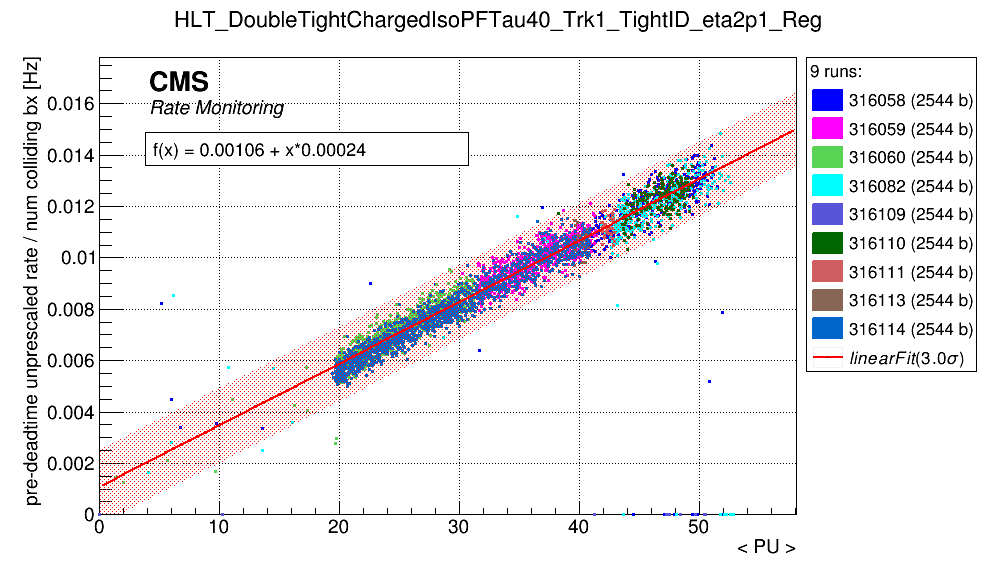 HLT_DoubleTightChargedIsoPFTau40_Trk1_TightID_eta2p1_Reg
pre-deadtime unprescaled rate / num colliding bx [Hz]
CMS
Rate Monitoring
f(x) = 0.00106 + x*0.00024
0.016
0.014
0.012
0.01
0.008
0.006
0.004
0.002
0
0 10 20 30 40 50
< PU >
9 runs:
316058 (2544 b)
316059 (2544 b)
316060 (2544 b)
316082 (2544 b)
316109 (2544 b)
316110 (2544 b)
316111 (2544 b)
316113 (2544 b)
316114 (2544 b)
linearFit(3.0σ)